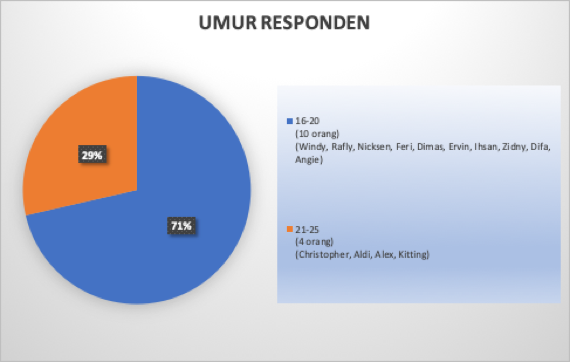 UMUR RESPONDEN
29%
71%
16-20
(10 orang)
(Windy, Rafly, Nicksen, Feri, Dimas, Ervin, Ihsan, Zidny, Difa,
Angie)
21-25
(4 orang)
(Christopher, Aldi, Alex, Kitting)